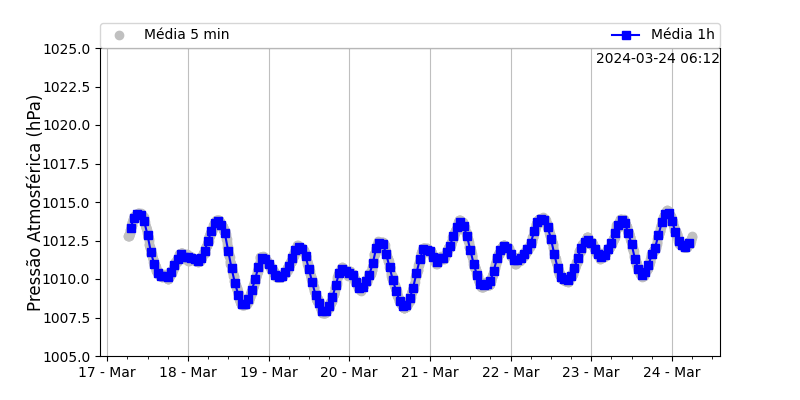 Média 5 min
Média 1h
2024-03-24 06:12
Pressão Atmosférica (hPa)
1025.0
1022.5
1020.0
1017.5
1015.0
1012.5
1010.0
1007.5
1005.0
17 - Mar
18 - Mar
19 - Mar
20 - Mar
21 - Mar
22 - Mar
23 - Mar
24 - Mar